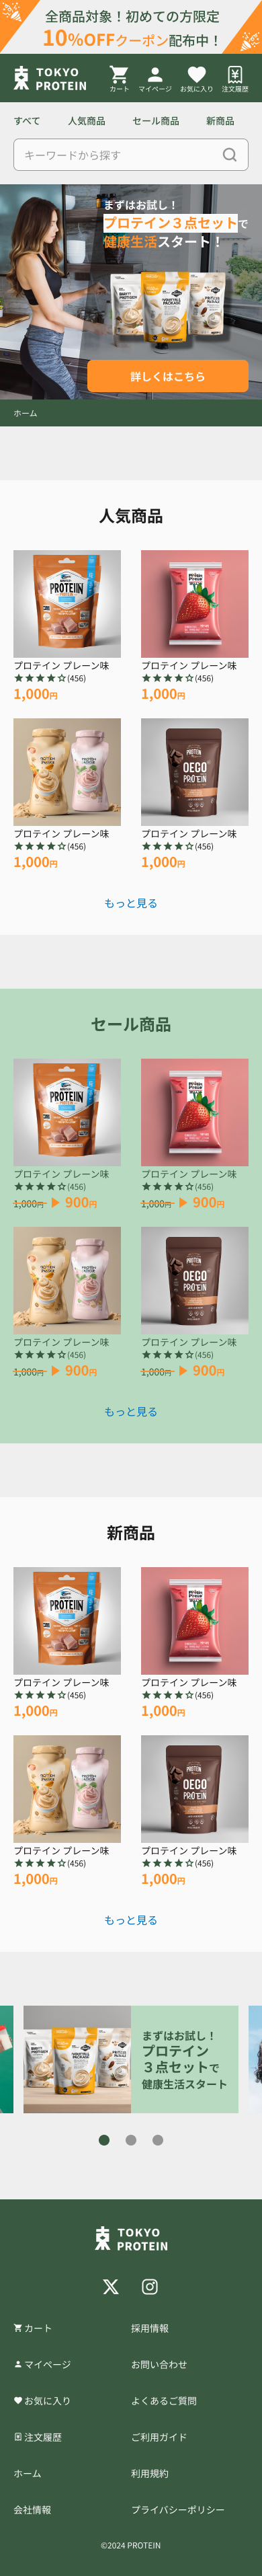 全商品対象！初めての方限定
10%OFFクーポン配布中！
TOKYO
PROTEIN
カート
マイページ
お気に入り
注文履歴
すべて
人気商品
セール商品
新商品
キーワードから探す
まずはお試し！
プロテイン３点セットで
健康生活スタート！
詳しくはこちら
ホーム
人気商品
プロテイン プレーン味
(456)
1,000円
プロテイン プレーン味
(456)
1,000円
プロテイン プレーン味
(456)
1,000円
プロテイン プレーン味
(456)
1,000円
もっと見る
セール商品
プロテイン プレーン味
(456)
1,000円 ▶ 900円
プロテイン プレーン味
(456)
1,000円 ▶ 900円
プロテイン プレーン味
(456)
1,000円 ▶ 900円
プロテイン プレーン味
(456)
1,000円 ▶ 900円
もっと見る
新商品
プロテイン プレーン味
(456)
1,000円
プロテイン プレーン味
(456)
1,000円
プロテイン プレーン味
(456)
1,000円
プロテイン プレーン味
(456)
1,000円
もっと見る
まずはお試し！
プロテイン
３点セットで
健康生活スタート
TOKYO
PROTEIN
カート
採用情報
マイページ
お問い合わせ
お気に入り
よくあるご質問
注文履歴
ご利用ガイド
ホーム
利用規約
会社情報
プライバシーポリシー
©2024 PROTEIN